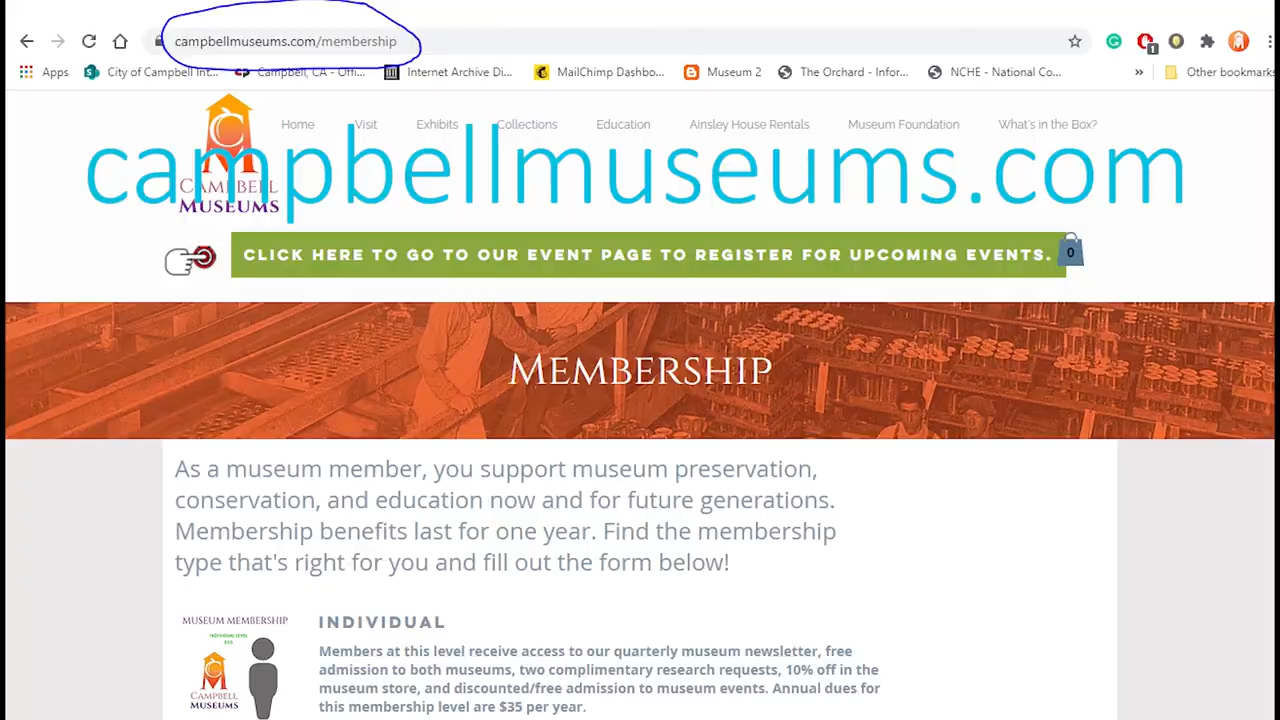 campbellmuseums.com/membership
Apps City of Campbell Int... Campbell, CA - Offi... Internet Archive Di... MailChimp Dashbo... Museum 2 The Orchard - Infor... NCHE - National Co... » Other bookmarks
Home Visit Exhibits Collections Education Ainsley House Rentals Museum Foundation What's in the Box?
campbellmuseums.com
CAMPBELL
MUSEUMS
CLICK HERE TO GO TO OUR EVENT PAGE TO REGISTER FOR UPCOMING EVENTS. 0
MEMBERSHIP
As a museum member, you support museum preservation,
conservation, and education now and for future generations.
Membership benefits last for one year. Find the membership
type that's right for you and fill out the form below!
MUSEUM MEMBERSHIP
INDIVIDUAL LEVEL
$35
CAMPBELL
MUSEUMS
INDIVIDUAL
Members at this level receive access to our quarterly museum newsletter, free
admission to both museums, two complimentary research requests, 10% off in the
museum store, and discounted/free admission to museum events. Annual dues for
this membership level are $35 per year.